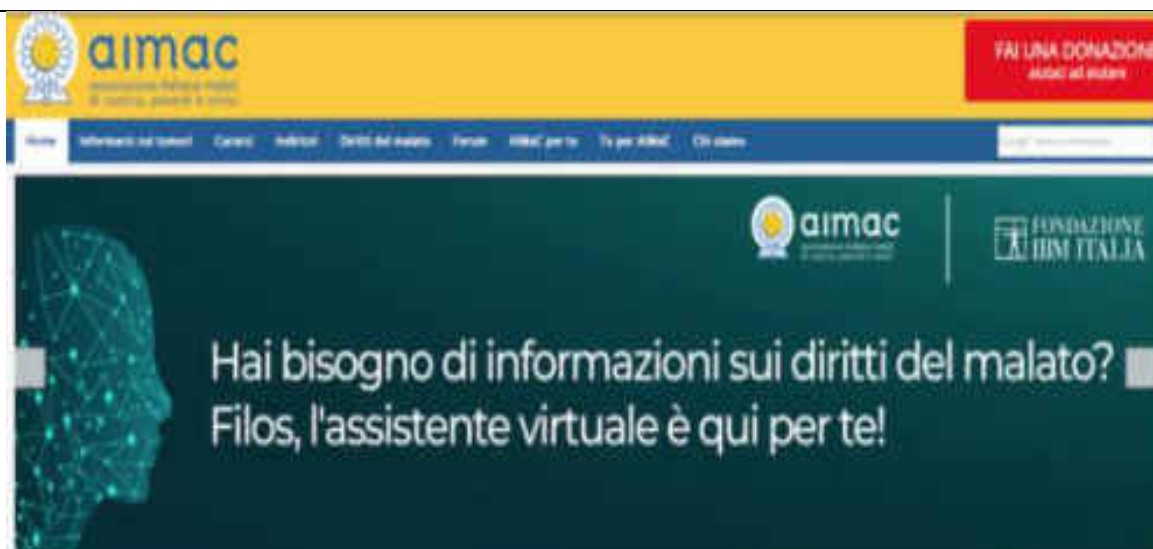 aimac
FAI UNA DONAZIONE
aiutaci ad aiutare
Home Informarsi sui tumori Curarsi Indirizzi Diritti del malato Forum AIMaC per te Tu per AIMaC Chi siamo
aimac
FONDAZIONE
IBM ITALIA
Hai bisogno di informazioni sui diritti del malato?
Filos, l'assistente virtuale è qui per te!